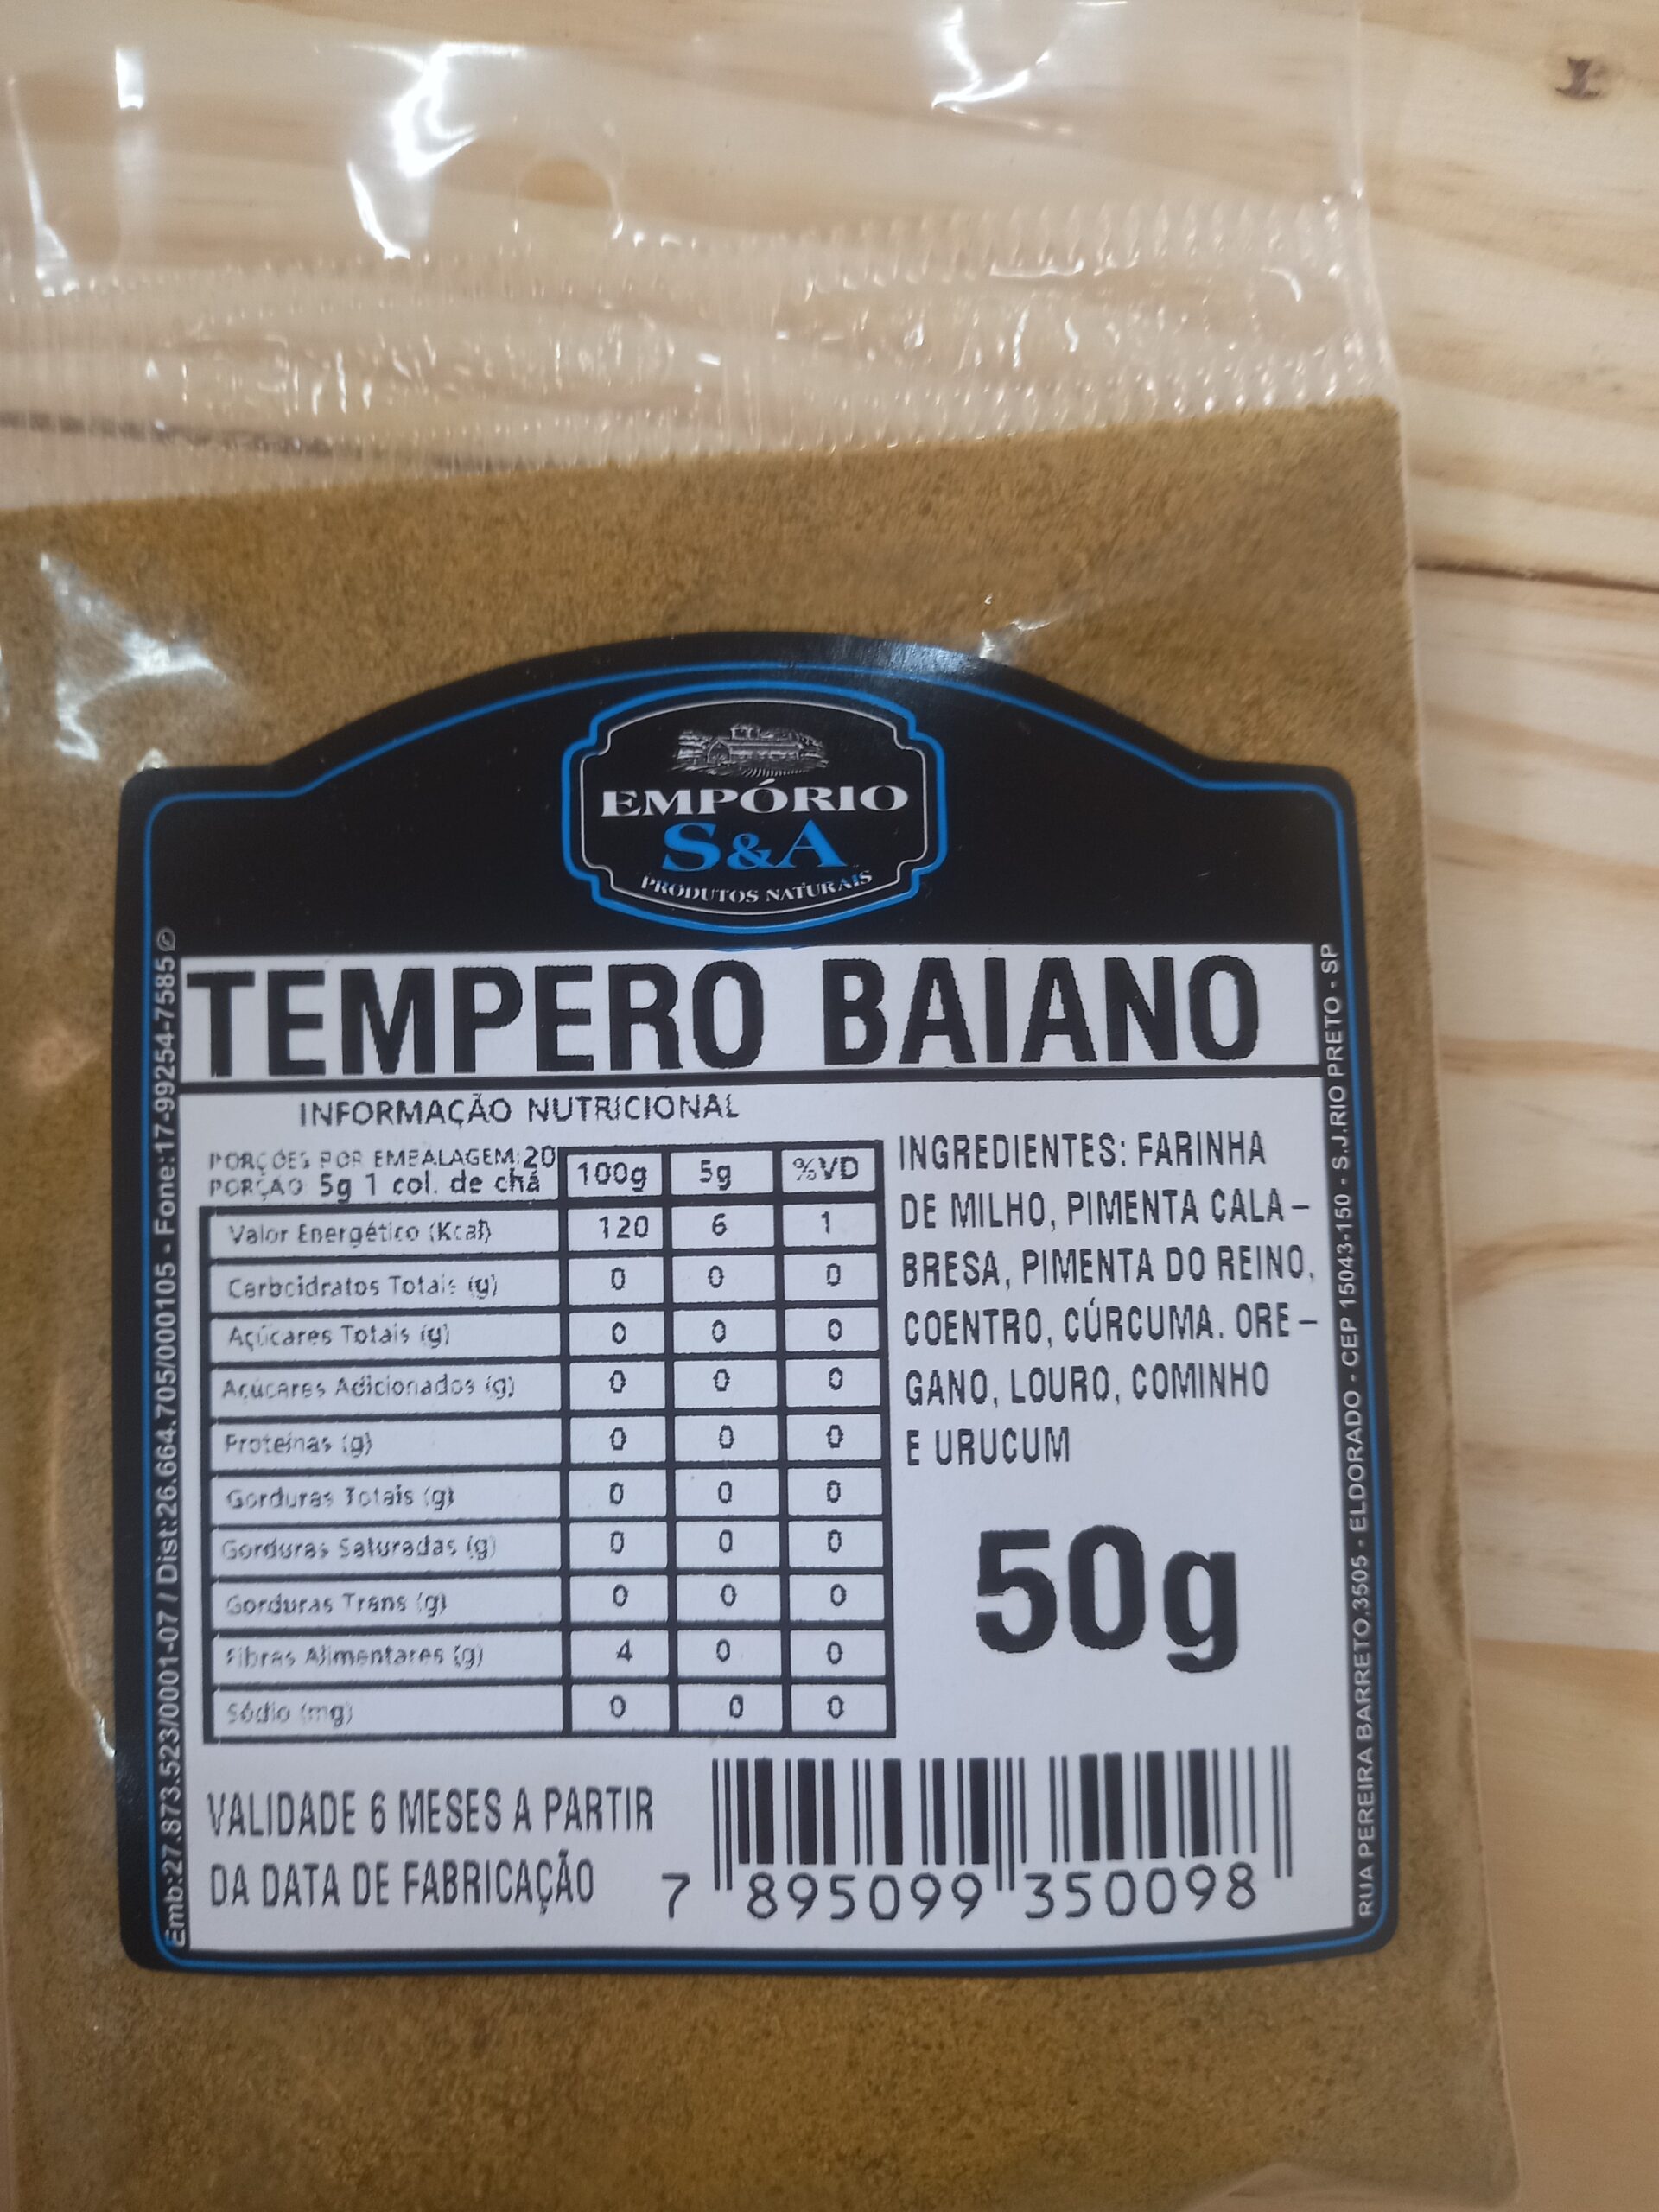 EMPÓRIO
S&A
PRODUTOS NATURAIS
TEMPERO BAIANO
INFORMAÇÃO NUTRICIONAL
PORÇÕES POR EMBALAGEM:20
PORÇÃO 5g 1 col. de chá
100g 5g %VD
Valor Energético (Kcal) 120 6 1
Carboidratos Totais (g) 0 0 0
Açúcares Totais (g) 0 0 0
Açúcares Adicionados (g) 0 0 0
Proteínas (g) 0 0 0
Gorduras Totais (g) 0 0 0
Gorduras Saturadas (g) 0 0 0
Gorduras Trans (g) 0 0 0
Fibras Alimentares (g) 4 0 0
Sódio (mg) 0 0 0
INGREDIENTES: FARINHA
DE MILHO, PIMENTA CALA-
BRESA, PIMENTA DO REINO,
COENTRO, CÚRCUMA. ORE-
GANO, LOURO, COMINHO
E URUCUM
50g
VALIDADE 6 MESES A PARTIR
DA DATA DE FABRICAÇÃO
7 895099 350098
Emb:27.873.523/0001-07 / Dist:26.664.705/000105 - Fone:17-99254-7585
RUA PEREIRA BARRETO,3505 - ELDORADO - CEP 15043-150 - S.J.RIO PRETO - SP